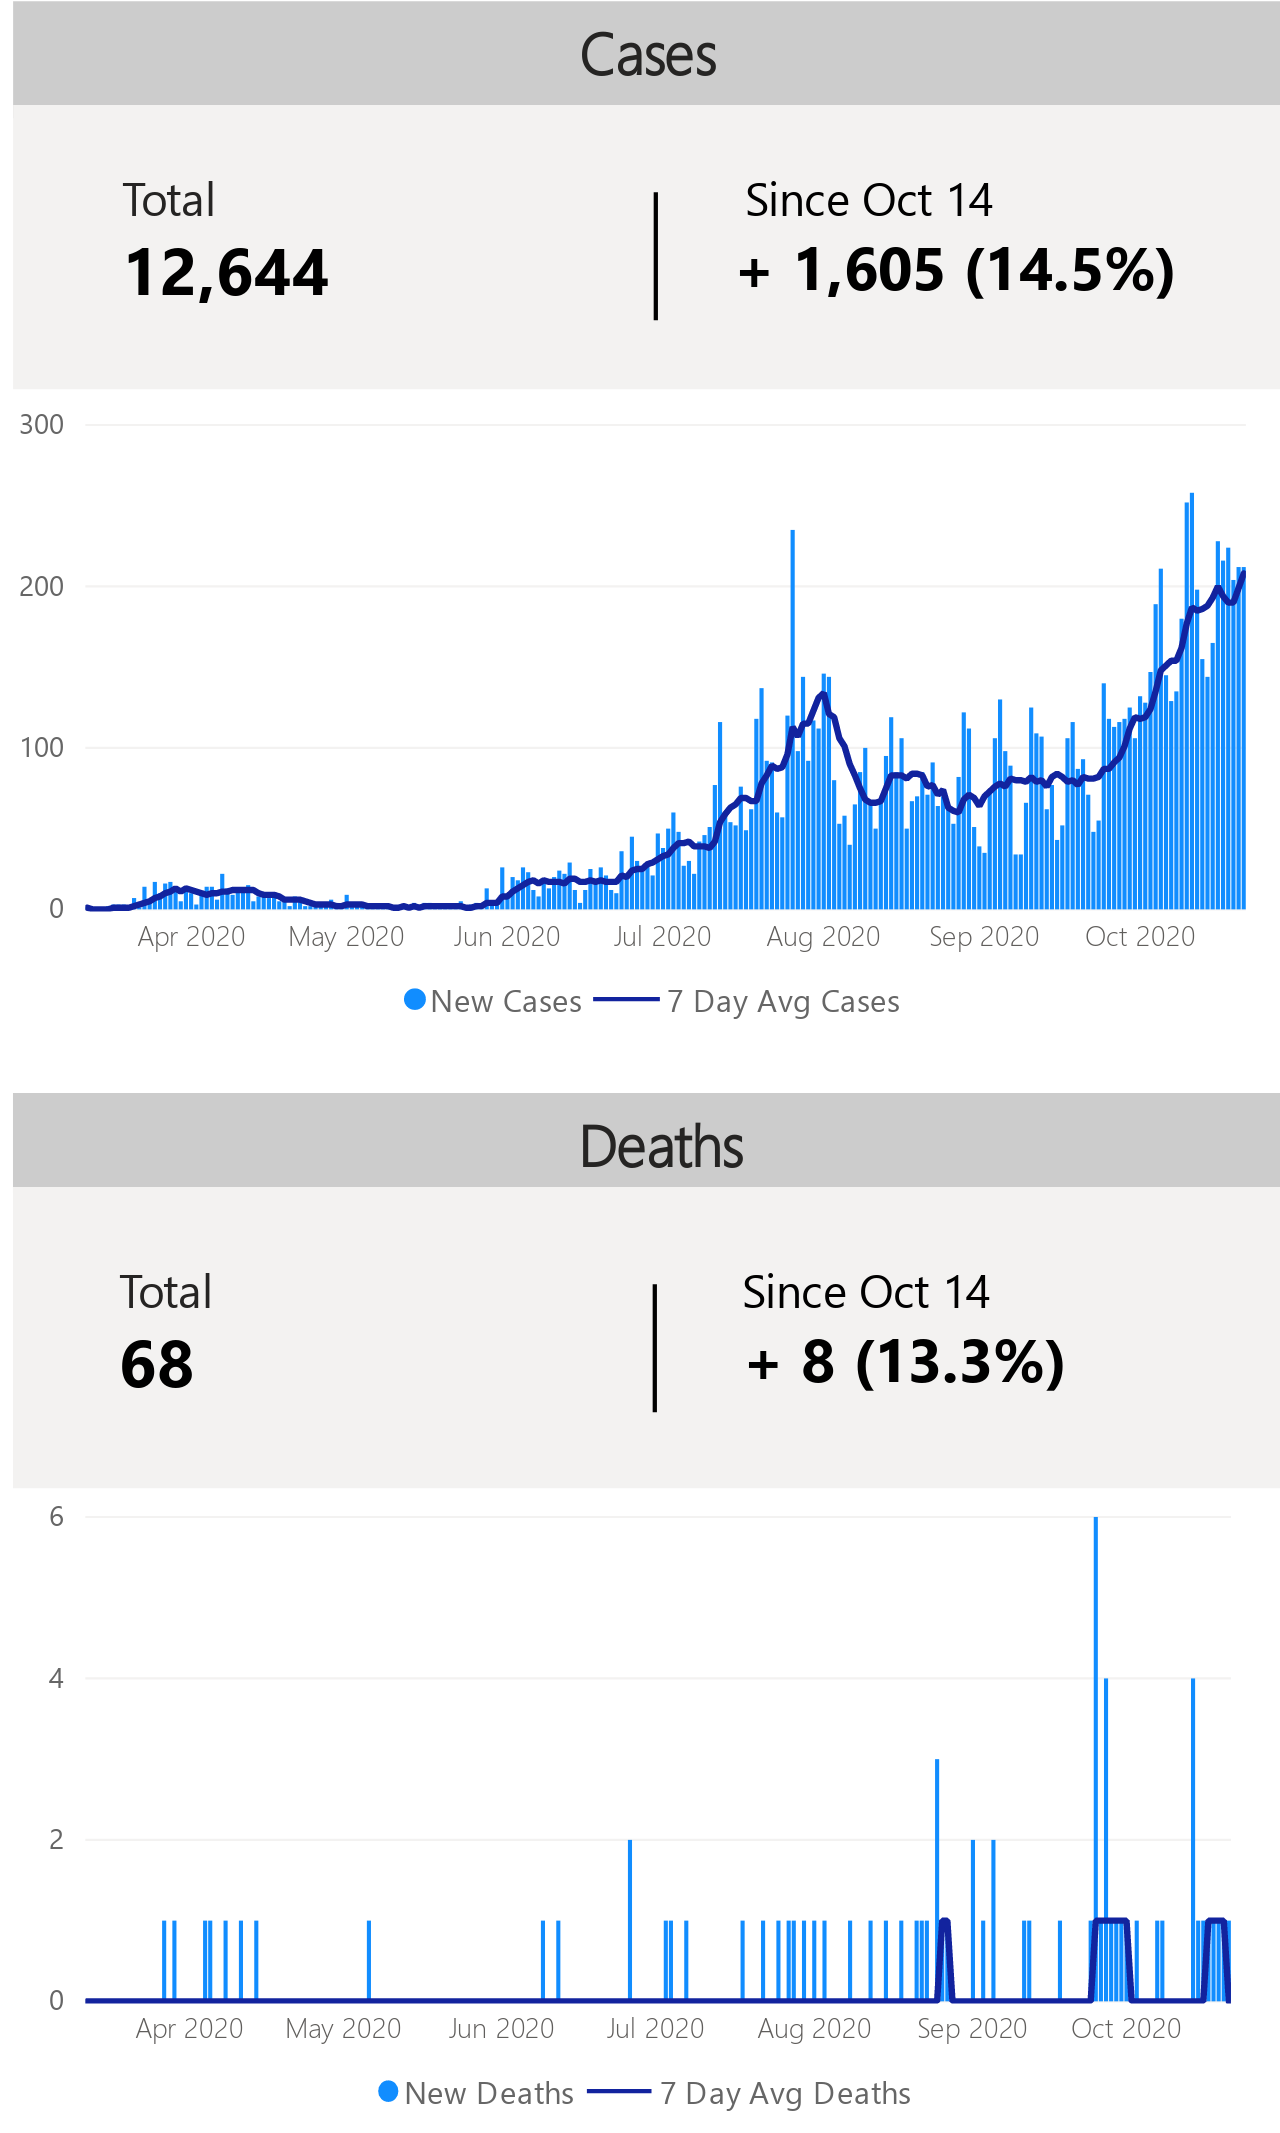 Cases
Total
Since Oct 14
12,644
+ 1,605 (14.5%)
300
200
100
0
Apr 2020 May 2020 Jun 2020 Jul 2020 Aug 2020 Sep 2020 Oct 2020
New Cases 7 Day Avg Cases
Deaths
Total
Since Oct 14
68
+ 8 (13.3%)
6
4
2
0
Apr 2020 May 2020 Jun 2020 Jul 2020 Aug 2020 Sep 2020 Oct 2020
New Deaths 7 Day Avg Deaths